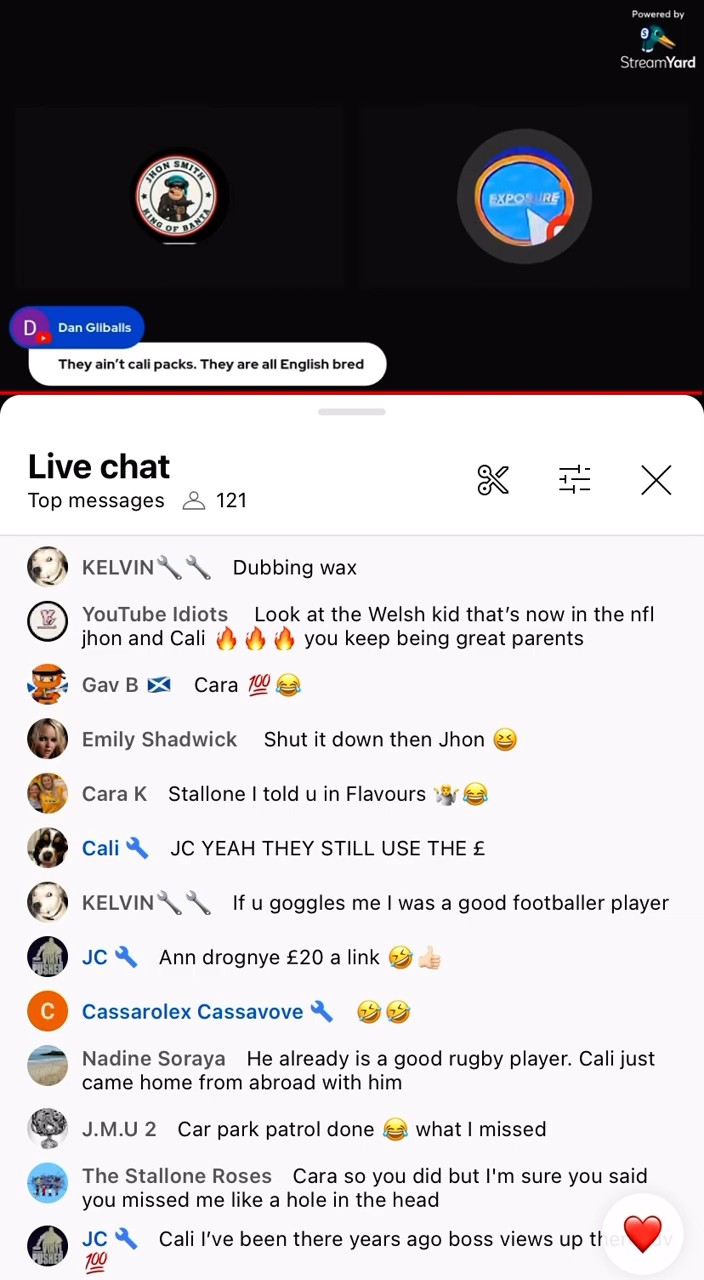 Powered by
StreamYard
JHON SMITH
KING OF BANTA
EXPOSURE
D Dan Gliballs
They ain't cali packs. They are all English bred
Live chat
Top messages 121
KELVIN🔧🔧 Dubbing wax
YouTube Idiots Look at the Welsh kid that's now in the nfl
jhon and Cali 🔥🔥🔥 you keep being great parents
Gav B 🏴󠁧󠁢󠁳󠁣󠁴󠁿 Cara 💯😂
Emily Shadwick Shut it down then Jhon 😆
Cara K Stallone I told u in Flavours 🤷‍♀️😂
Cali 🔧 JC YEAH THEY STILL USE THE £
KELVIN🔧🔧 If u goggles me I was a good footballer player
JC 🔧 Ann drognye £20 a link 🤣👍🏻
C Cassarolex Cassavove 🔧 🤣🤣
Nadine Soraya He already is a good rugby player. Cali just
came home from abroad with him
J.M.U 2 Car park patrol done 😂 what I missed
The Stallone Roses Cara so you did but I'm sure you said
you missed me like a hole in the head
JC 🔧 Cali I've been there years ago boss views up
💯